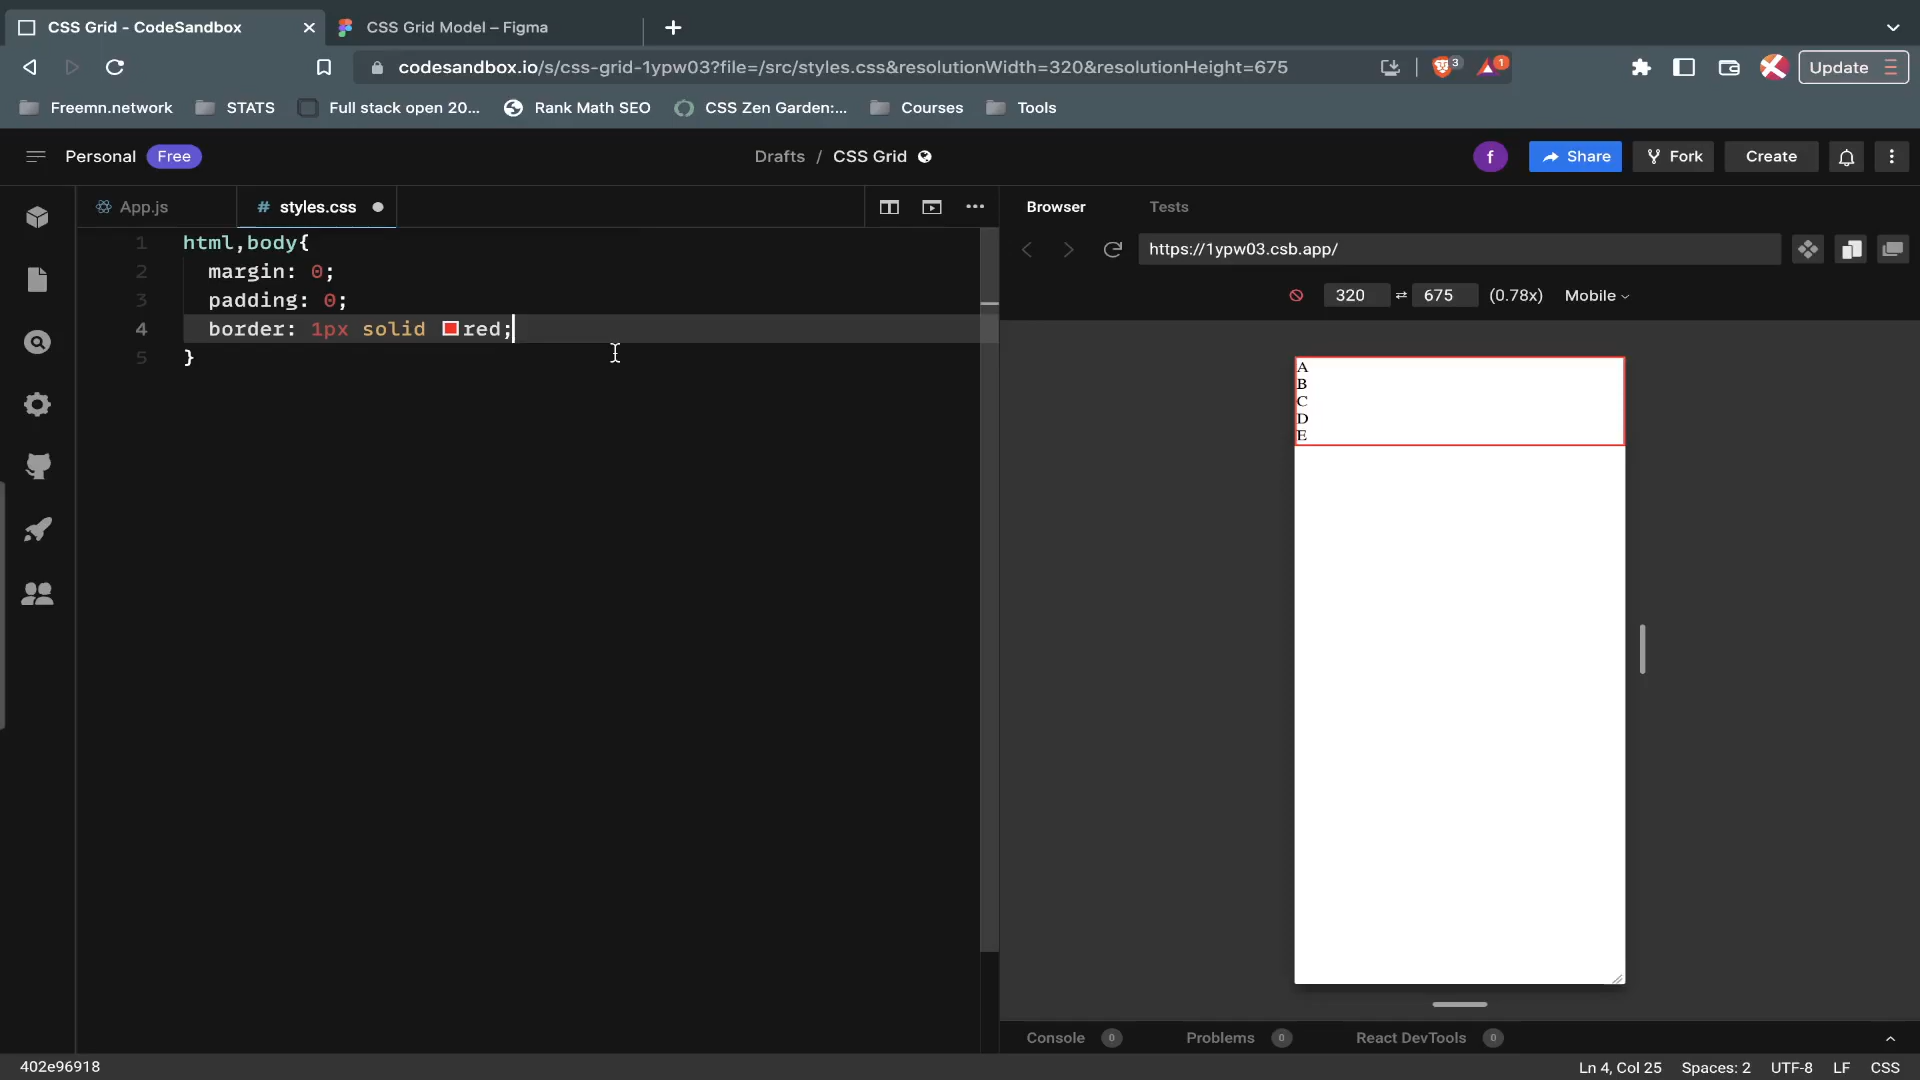 CSS Grid - CodeSandbox
CSS Grid Model – Figma
codesandbox.io/s/css-grid-1ypw03?file=/src/styles.css&resolutionWidth=320&resolutionHeight=675
3
1
Update
Freemn.network
STATS
Full stack open 20...
Rank Math SEO
CSS Zen Garden:...
Courses
Tools
Personal
Free
Drafts / CSS Grid
f
Share
Fork
Create
App.js
# styles.css
Browser
Tests
https://1ypw03.csb.app/
320
675
(0.78x)
Mobile
1 html,body{
2 margin: 0;
3 padding: 0;
4 border: 1px solid red;
5 }
A
B
C
D
E
Console 0
Problems 0
React DevTools 0
402e96918
Ln 4, Col 25
Spaces: 2
UTF-8
LF
CSS